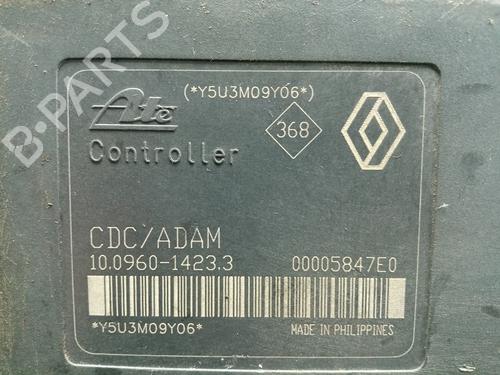 (*Y5U3M09Y06*)
Ate
368
Controller
CDC/ADAM
10.0960-1423.3 00005847E0
*Y5U3M09Y06*
MADE IN PHILIPPINES
B-PARTS